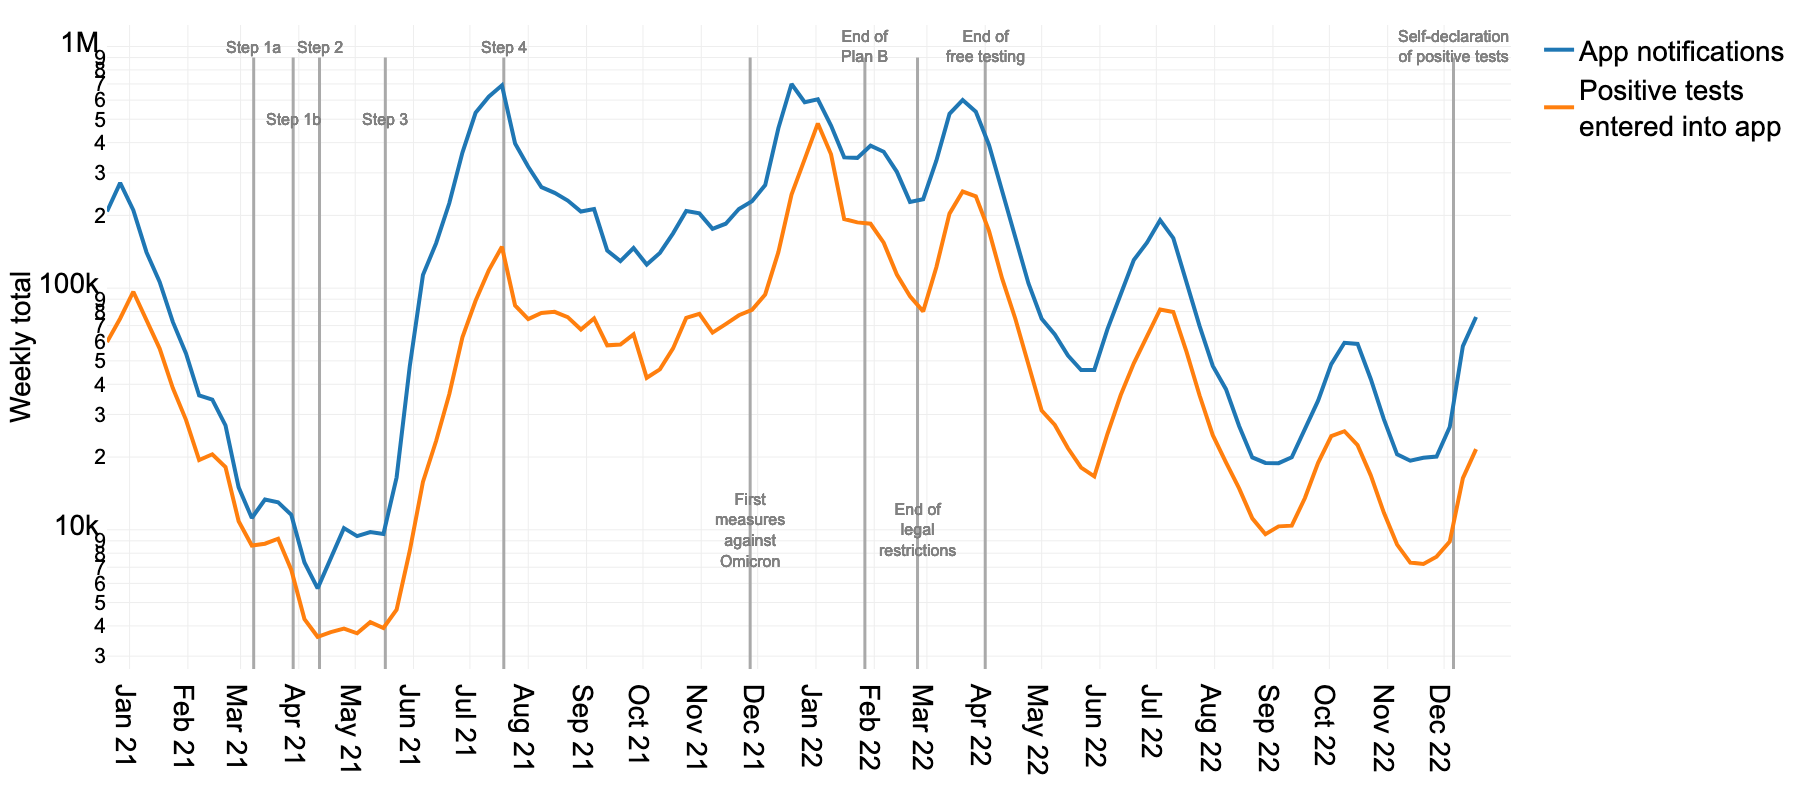 Step 1a
Step 2
Step 4
End of
Plan B
End of
free testing
Self-declaration
of positive tests
App notifications
Positive tests
entered into app
Step 1b
Step 3
First
measures
against
Omicron
End of
legal
restrictions
Weekly total
1M
9
8
7
6
5
4
3
2
100k
9
8
7
6
5
4
3
2
10k
9
8
7
6
5
4
3
Jan 21
Feb 21
Mar 21
Apr 21
May 21
Jun 21
Jul 21
Aug 21
Sep 21
Oct 21
Nov 21
Dec 21
Jan 22
Feb 22
Mar 22
Apr 22
May 22
Jun 22
Jul 22
Aug 22
Sep 22
Oct 22
Nov 22
Dec 22